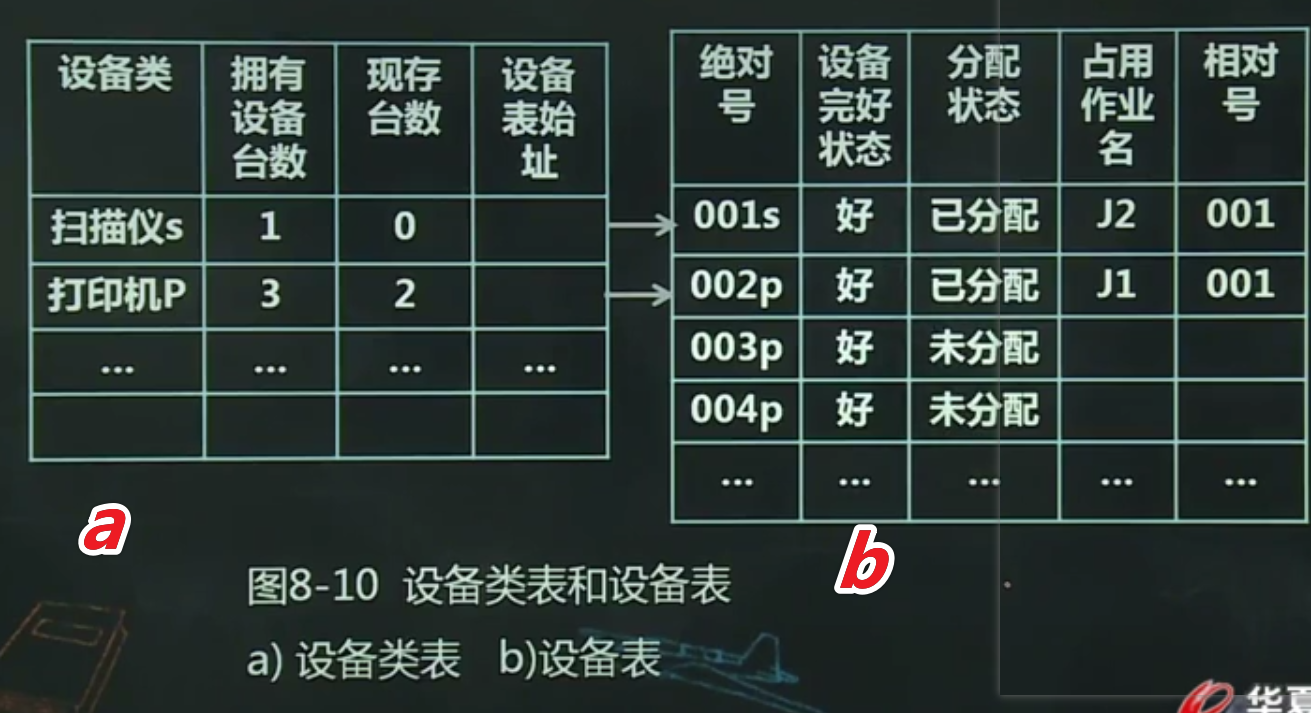 设备类 拥有设备台数 现存台数 设备表始址
扫描仪s 1 0
打印机P 3 2
... ... ... ...
绝对号 设备完好状态 分配状态 占用作业名 相对号
001s 好 已分配 J2 001
002p 好 已分配 J1 001
003p 好 未分配
004p 好 未分配
... ... ... ... ...
a
b
图8-10 设备类表和设备表
a) 设备类表 b)设备表
华夏